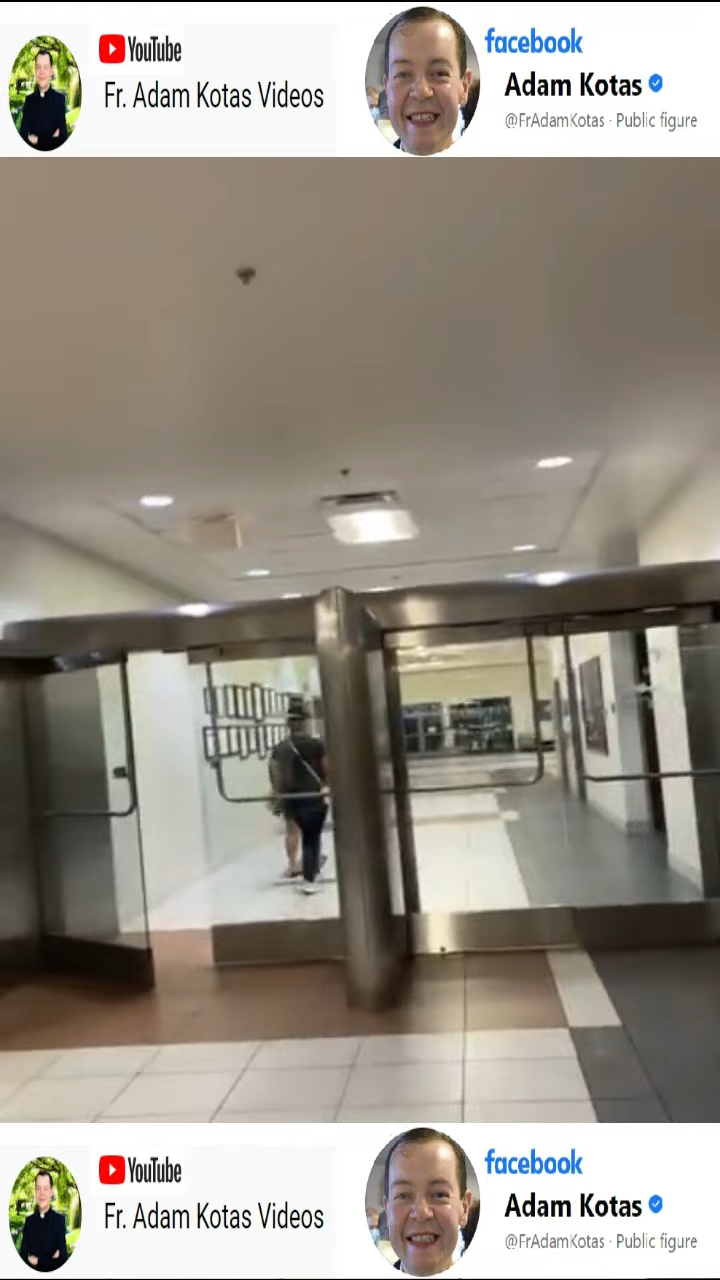 YouTube
Fr. Adam Kotas Videos
facebook
Adam Kotas
@FrAdamKotas · Public figure
YouTube
Fr. Adam Kotas Videos
facebook
Adam Kotas
@FrAdamKotas · Public figure